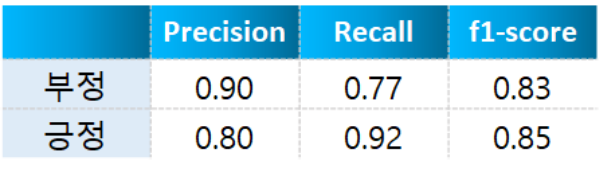 Precision Recall f1-score
부정 0.90 0.77 0.83
긍정 0.80 0.92 0.85